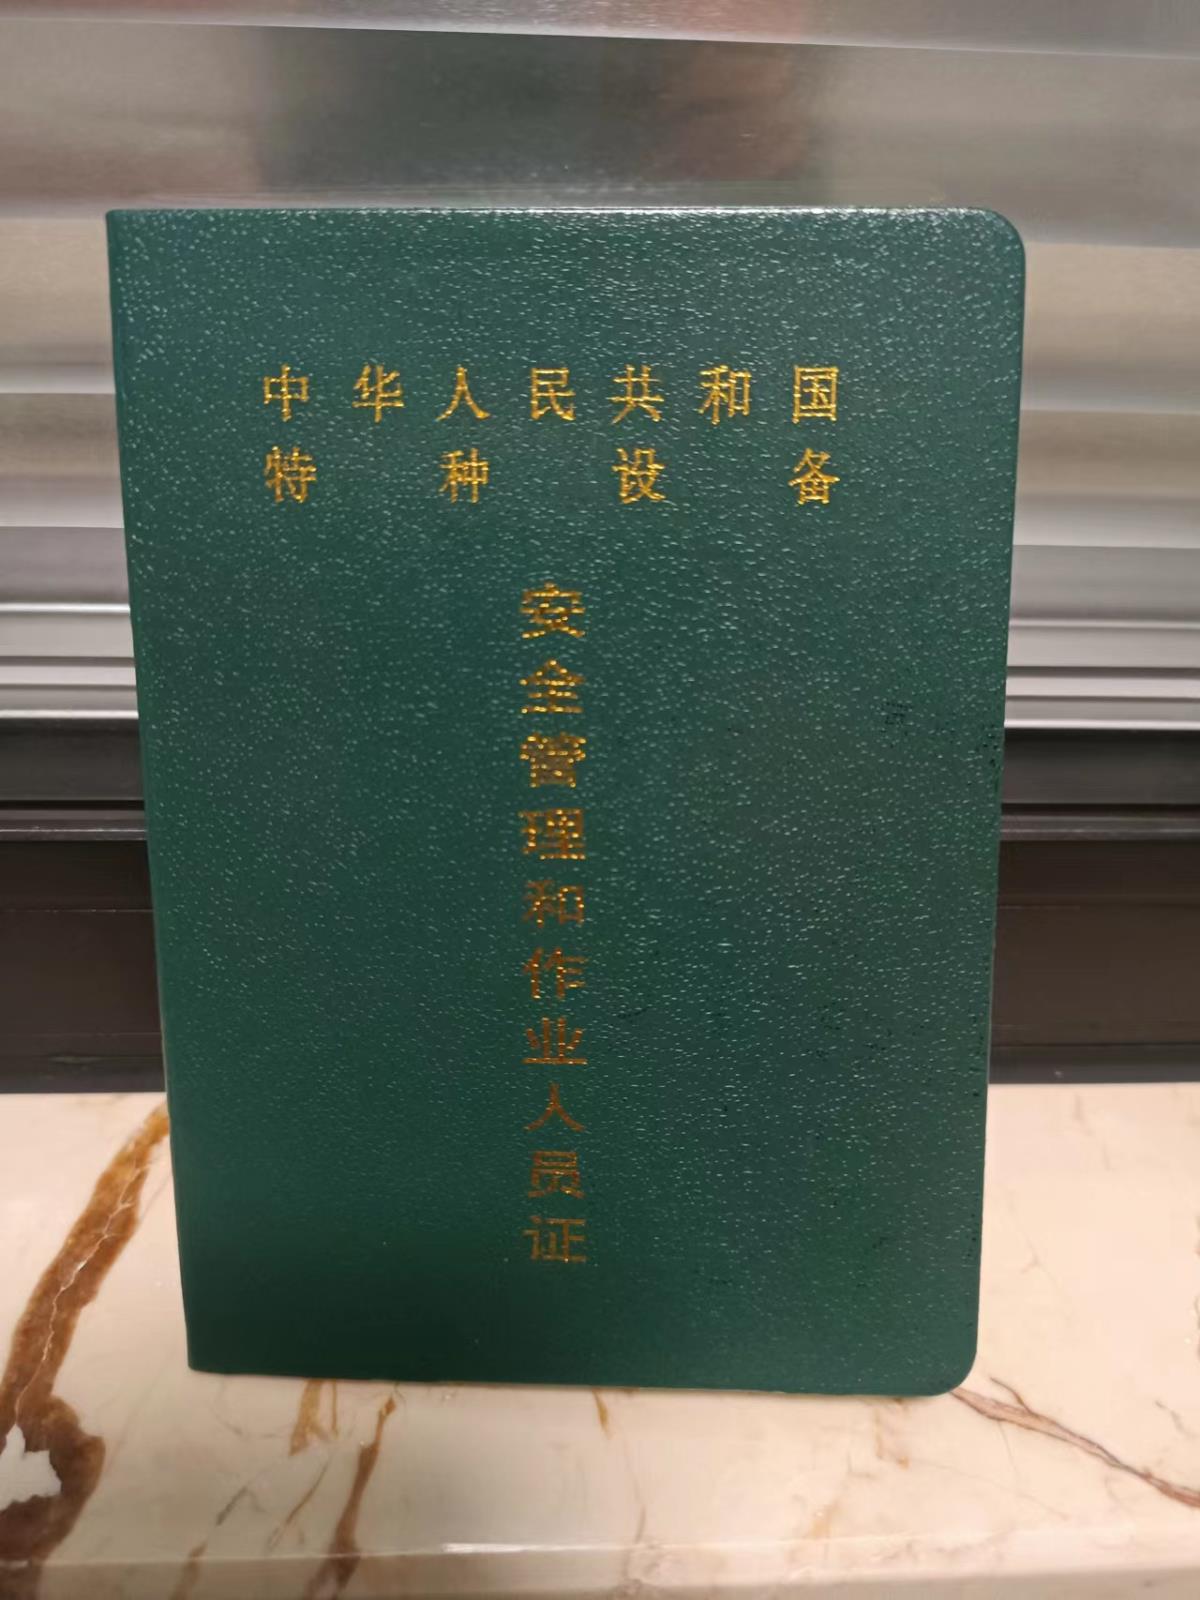 中华人民共和国
特种设备
安全管理和作业人员证